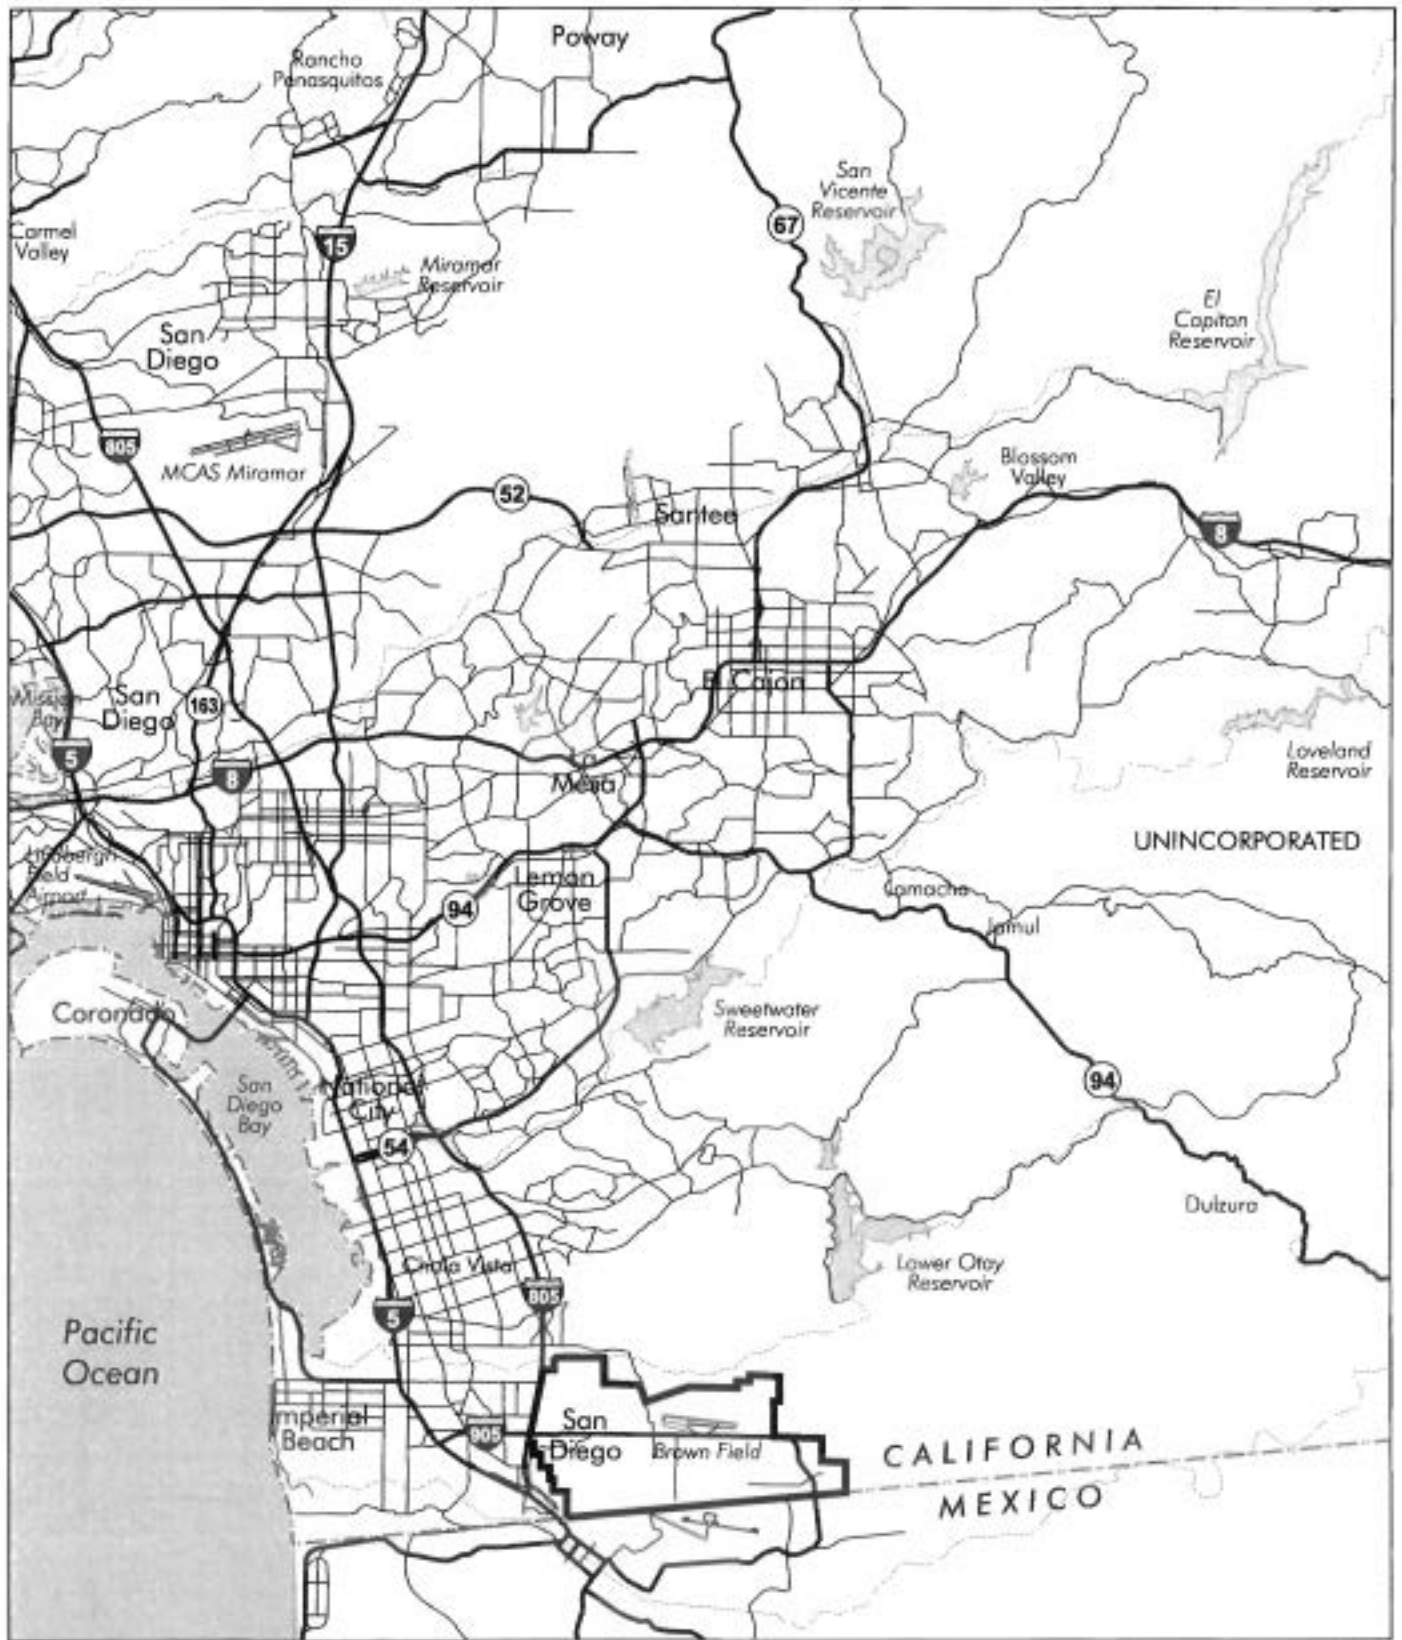 Poway
Rancho
Penasquitos
San
Vicente
Reservoir
67
Carmel
Valley
15
Miramar
Reservoir
El
Capitan
Reservoir
San
Diego
805
MCAS Miramar
Blossom
Valley
52
Santee
8
El Cajon
Mission
Bay
San
Diego
163
5
8
La
Mesa
Loveland
Reservoir
UNINCORPORATED
Lindbergh
Field
Airport
Lemon
Grove
94
Jamacha
Jamul
Coronado
Sweetwater
Reservoir
San
Diego
Bay
National
City
94
54
Dulzura
Chula Vista
Lower Otay
Reservoir
805
5
Pacific
Ocean
Imperial
Beach
905
San
Diego
Brown Field
CALIFORNIA
MEXICO